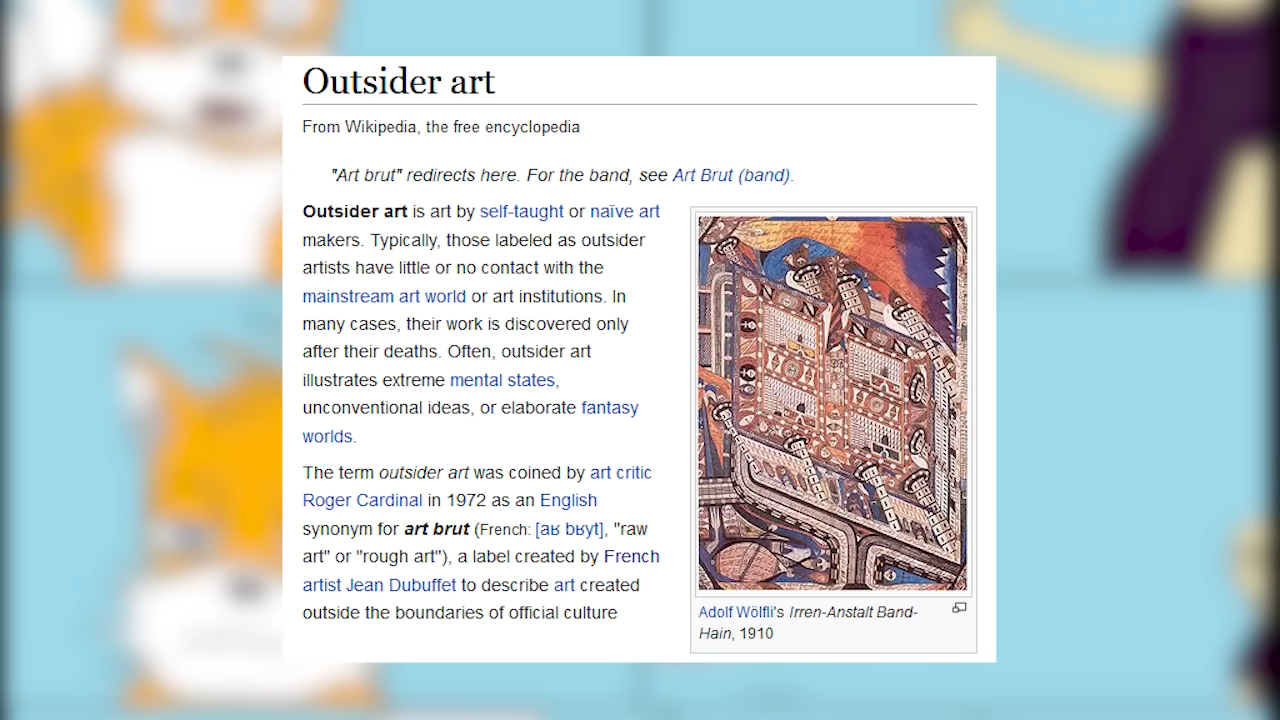 Outsider art
From Wikipedia, the free encyclopedia
"Art brut" redirects here. For the band, see Art Brut (band).
Outsider art is art by self-taught or naïve art
makers. Typically, those labeled as outsider
artists have little or no contact with the
mainstream art world or art institutions. In
many cases, their work is discovered only
after their deaths. Often, outsider art
illustrates extreme mental states,
unconventional ideas, or elaborate fantasy
worlds.
The term outsider art was coined by art critic
Roger Cardinal in 1972 as an English
synonym for art brut (French: [aʁ bʁyt], "raw
art" or "rough art"), a label created by French
artist Jean Dubuffet to describe art created
outside the boundaries of official culture
Adolf Wölfli's Irren-Anstalt Band-
Hain, 1910